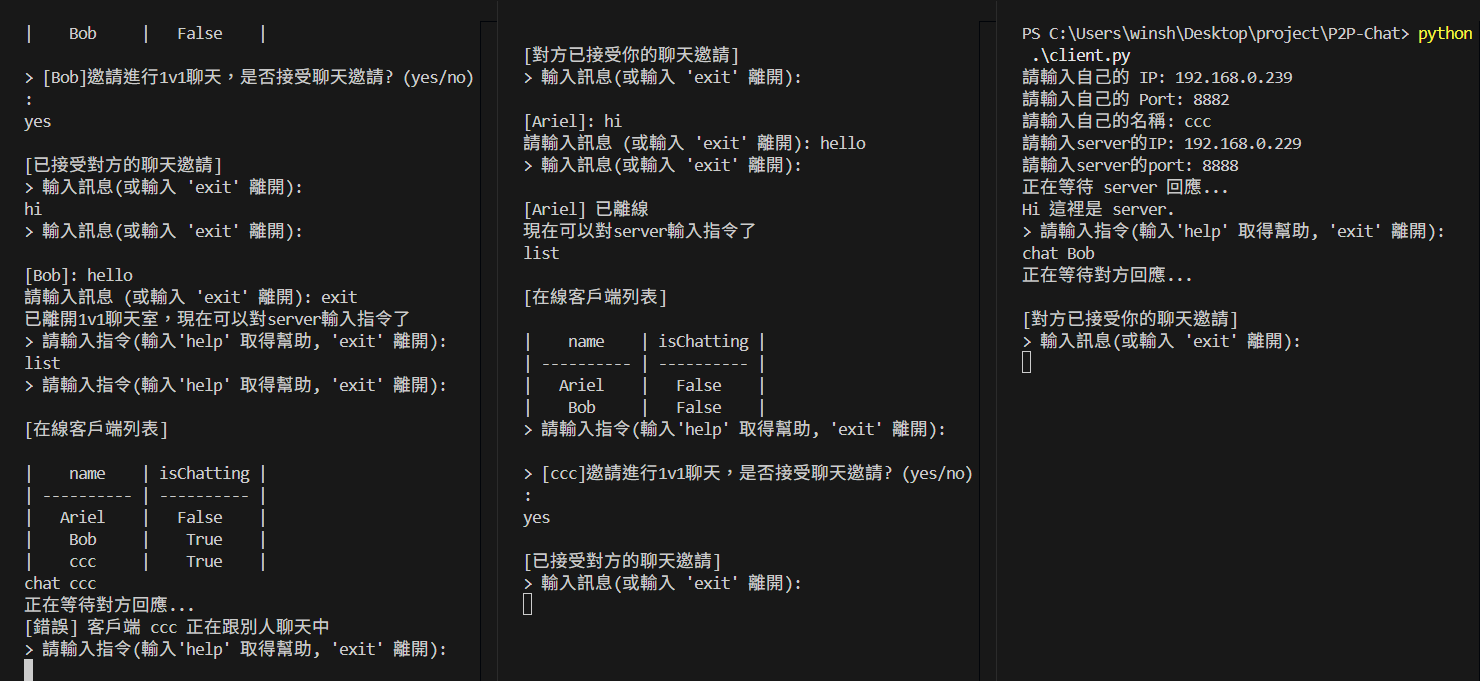 |    Bob     |   False    |
> [Bob]邀請進行1v1聊天，是否接受聊天邀請? (yes/no)
:
yes
[已接受對方的聊天邀請]
> 輸入訊息(或輸入 'exit' 離開):
hi
> 輸入訊息(或輸入 'exit' 離開):
[Bob]: hello
請輸入訊息 (或輸入 'exit' 離開): exit
已離開1v1聊天室，現在可以對server輸入指令了
> 請輸入指令(輸入'help' 取得幫助, 'exit' 離開):
list
> 請輸入指令(輸入'help' 取得幫助, 'exit' 離開):
[在線客戶端列表]
|    name    | isChatting |
| ---------- | ---------- |
|   Ariel    |   False    |
|    Bob     |    True    |
|    ccc     |    True    |
chat ccc
正在等待對方回應...
[錯誤] 客戶端 ccc 正在跟別人聊天中
> 請輸入指令(輸入'help' 取得幫助, 'exit' 離開):
[對方已接受你的聊天邀請]
> 輸入訊息(或輸入 'exit' 離開):
[Ariel]: hi
請輸入訊息 (或輸入 'exit' 離開): hello
> 輸入訊息(或輸入 'exit' 離開):
[Ariel] 已離線
現在可以對server輸入指令了
list
[在線客戶端列表]
|    name    | isChatting |
| ---------- | ---------- |
|   Ariel    |   False    |
|    Bob     |   False    |
> 請輸入指令(輸入'help' 取得幫助, 'exit' 離開):
> [ccc]邀請進行1v1聊天，是否接受聊天邀請? (yes/no)
:
yes
[已接受對方的聊天邀請]
> 輸入訊息(或輸入 'exit' 離開):
PS C:\Users\winsh\Desktop\project\P2P-Chat> python
.\client.py
請輸入自己的 IP: 192.168.0.239
請輸入自己的 Port: 8882
請輸入自己的名稱: ccc
請輸入server的IP: 192.168.0.229
請輸入server的port: 8888
正在等待 server 回應...
Hi 這裡是 server.
> 請輸入指令(輸入'help' 取得幫助, 'exit' 離開):
chat Bob
正在等待對方回應...
[對方已接受你的聊天邀請]
> 輸入訊息(或輸入 'exit' 離開):